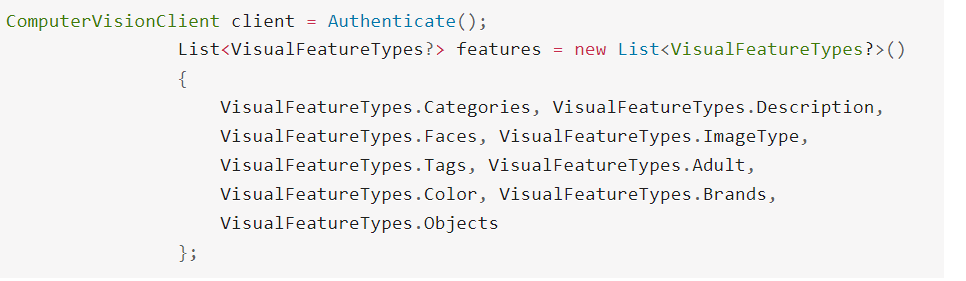 ComputerVisionClient client = Authenticate();
List<VisualFeatureTypes?> features = new List<VisualFeatureTypes?>()
{
VisualFeatureTypes.Categories, VisualFeatureTypes.Description,
VisualFeatureTypes.Faces, VisualFeatureTypes.ImageType,
VisualFeatureTypes.Tags, VisualFeatureTypes.Adult,
VisualFeatureTypes.Color, VisualFeatureTypes.Brands,
VisualFeatureTypes.Objects
};